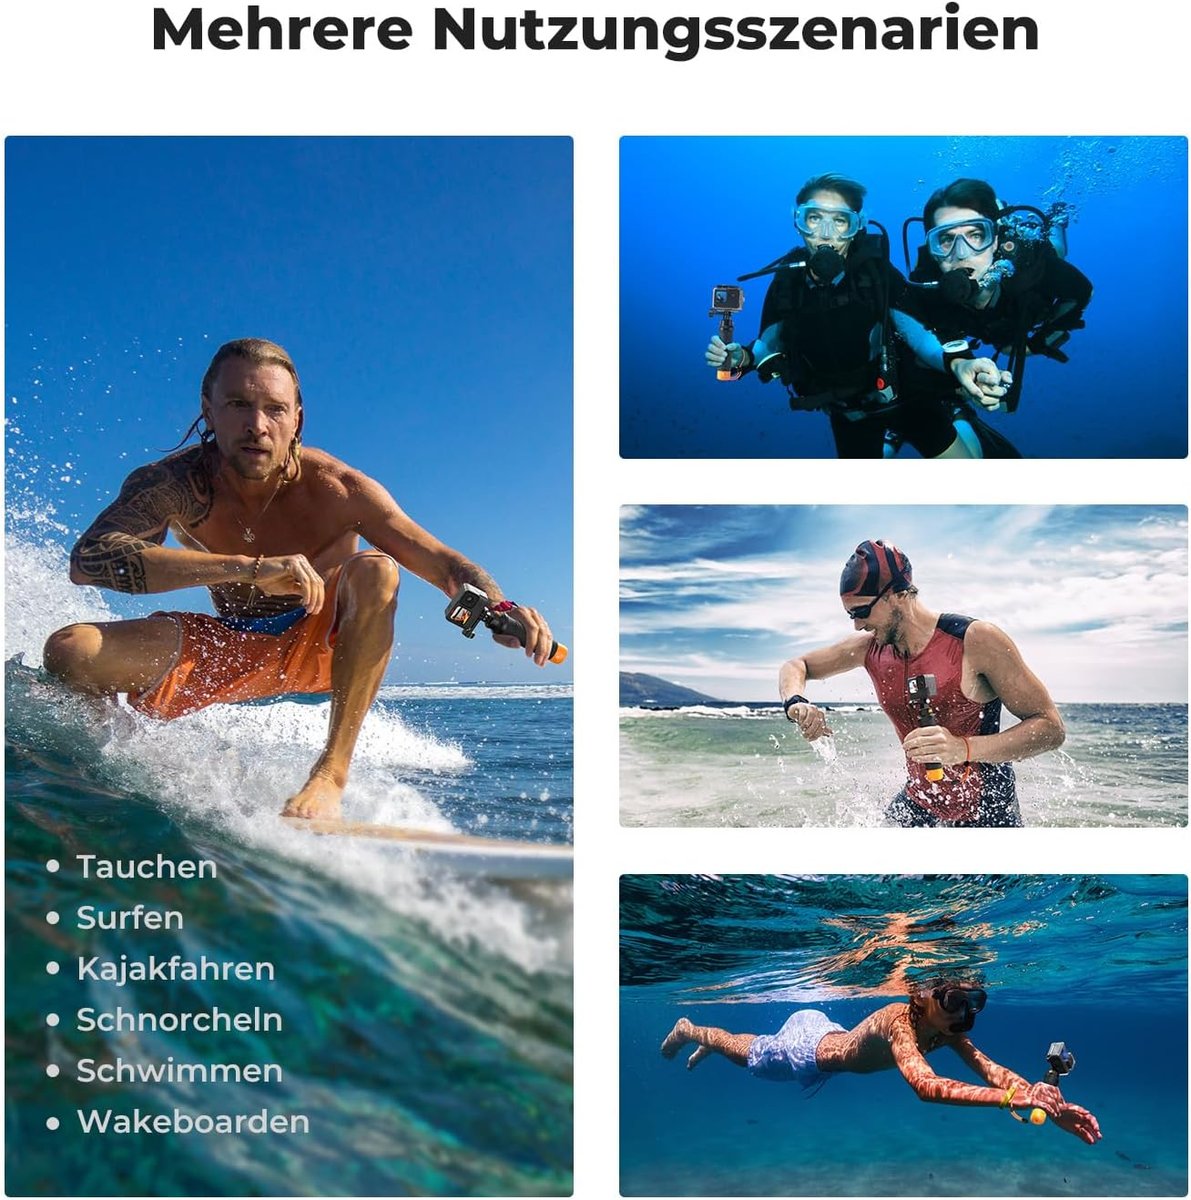 Mehrere Nutzungsszenarien
• Tauchen
• Surfen
• Kajakfahren
• Schnorcheln
• Schwimmen
• Wakeboarden